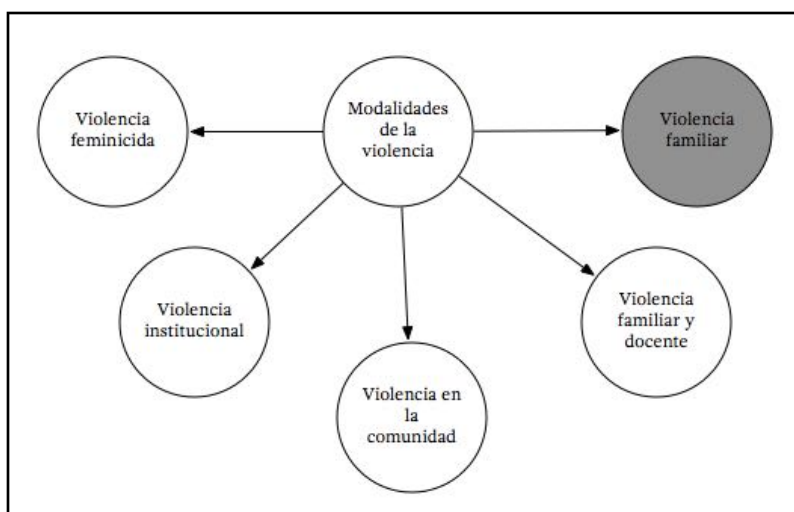 Violencia
feminicida
Modalidades
de la
violencia
Violencia
familiar
Violencia
institucional
Violencia en
la
comunidad
Violencia
familiar y
docente